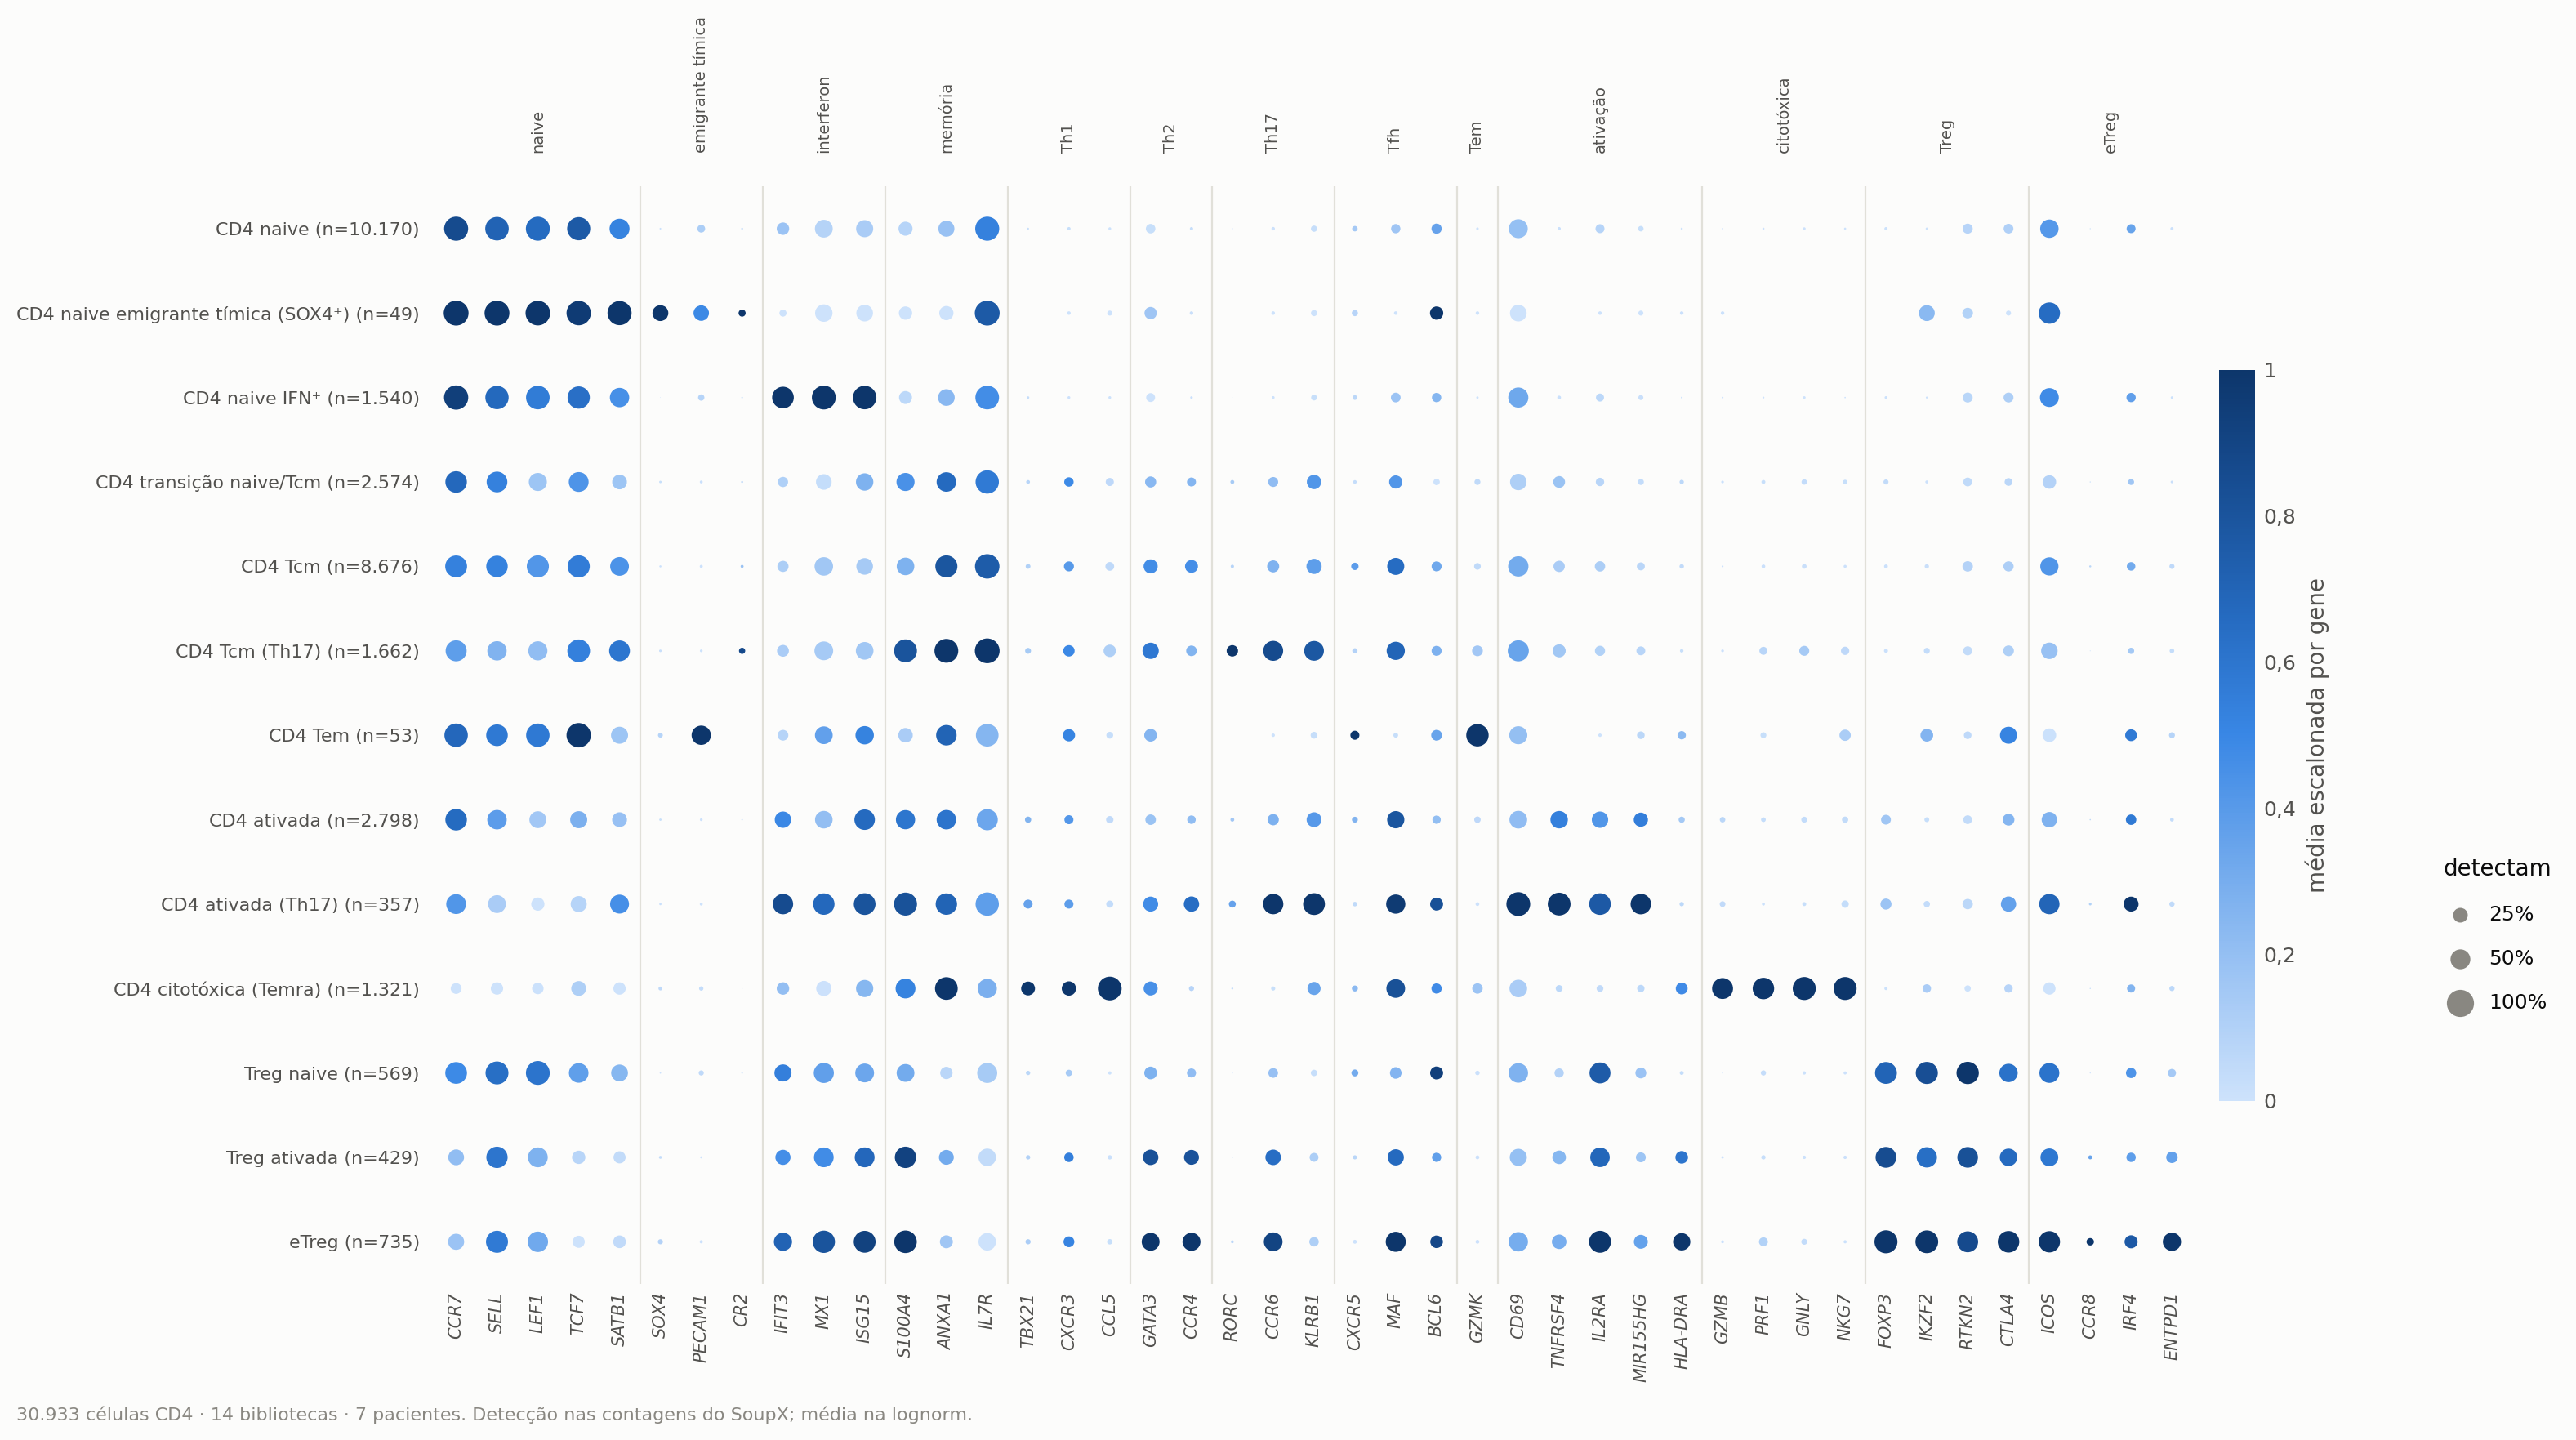 naive
emigrante tímica
interferon
memória
Th1
Th2
Th17
Tfh
Tem
ativação
citotóxica
Treg
eTreg
CD4 naive (n=10.170)
CD4 naive emigrante tímica (SOX4⁺) (n=49)
CD4 naive IFN⁺ (n=1.540)
CD4 transição naive/Tcm (n=2.574)
CD4 Tcm (n=8.676)
CD4 Tcm (Th17) (n=1.662)
CD4 Tem (n=53)
CD4 ativada (n=2.798)
CD4 ativada (Th17) (n=357)
CD4 citotóxica (Temra) (n=1.321)
Treg naive (n=569)
Treg ativada (n=429)
eTreg (n=735)
CCR7
SELL
LEF1
TCF7
SATB1
SOX4
PECAM1
CR2
IFIT3
MX1
ISG15
S100A4
ANXA1
IL7R
TBX21
CXCR3
CCL5
GATA3
CCR4
RORC
CCR6
KLRB1
CXCR5
MAF
BCL6
GZMK
CD69
TNFRSF4
IL2RA
MIR155HG
HLA-DRA
GZMB
PRF1
GNLY
NKG7
FOXP3
IKZF2
RTKN2
CTLA4
ICOS
CCR8
IRF4
ENTPD1
1
0,8
0,6
0,4
0,2
0
média escalonada por gene
detectam
25%
50%
100%
30.933 células CD4 · 14 bibliotecas · 7 pacientes. Detecção nas contagens do SoupX; média na lognorm.